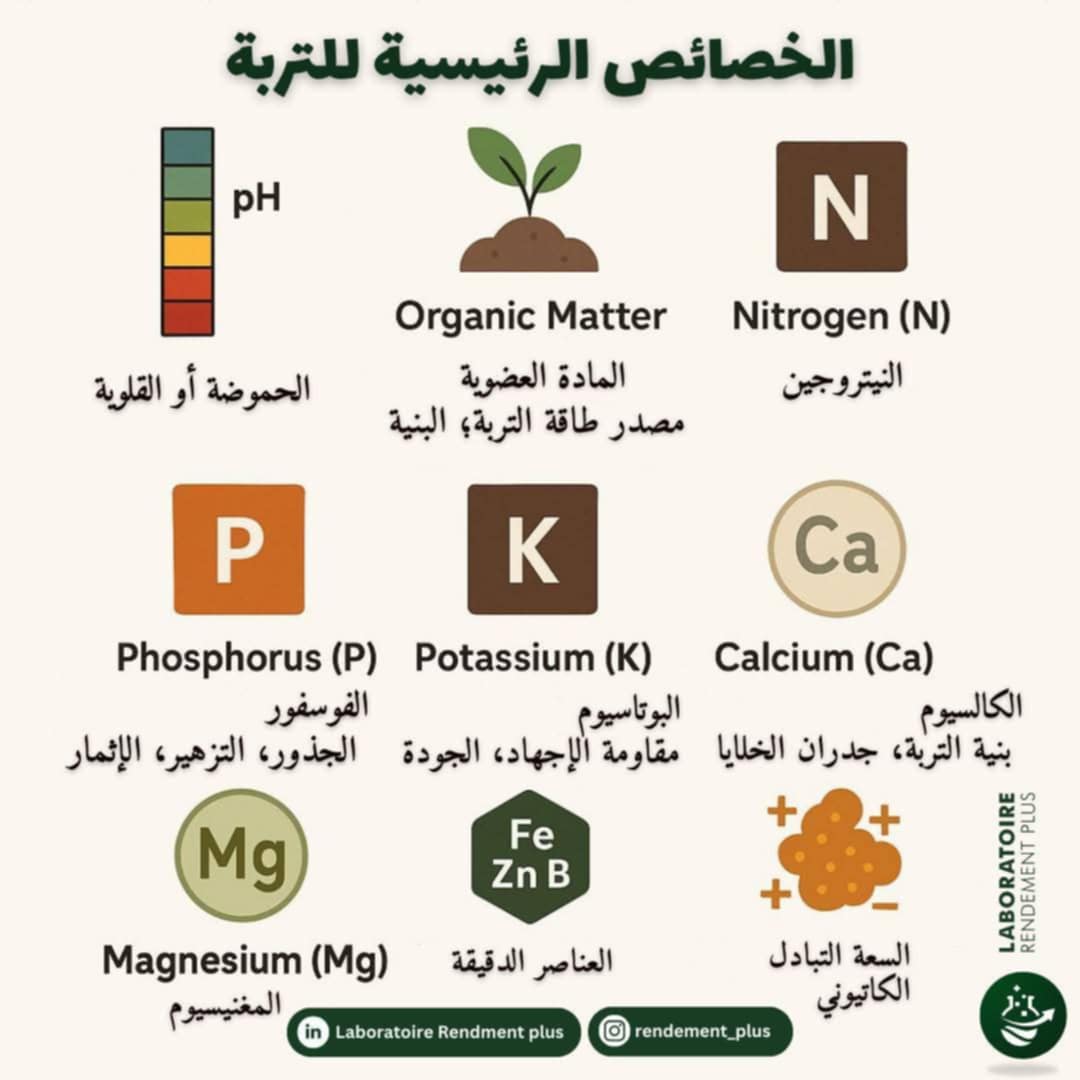 الخصائص الرئيسية للتربة
pH
الحموضة أو القلوية
Organic Matter
المادة العضوية
مصدر طاقة التربة؛ البنية
N
Nitrogen (N)
النيتروجين
P
Phosphorus (P)
الفوسفور
الجذور، التزهير، الإثمار
K
Potassium (K)
البوتاسيوم
مقاومة الإجهاد، الجودة
Ca
Calcium (Ca)
الكالسيوم
بنية التربة، جدران الخلايا
Mg
Magnesium (Mg)
المغنيسيوم
Fe
Zn B
العناصر الدقيقة
السعة التبادل
الكاتيوني
LABORATOIRE
RENDEMENT PLUS
in Laboratoire Rendment plus
rendement_plus